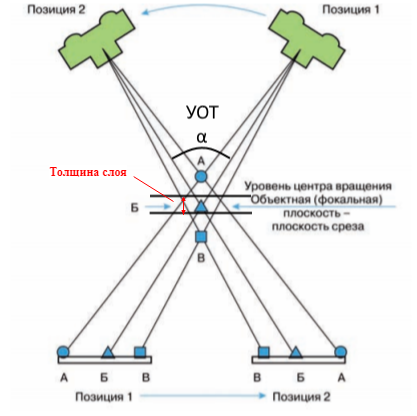 Позиция 2
Позиция 1
УОТ
α
А
Толщина слоя
Уровень центра вращения
Б
Объектная (фокальная)
плоскость –
плоскость среза
В
А
Б
В
В
Б
А
Позиция 1
Позиция 2